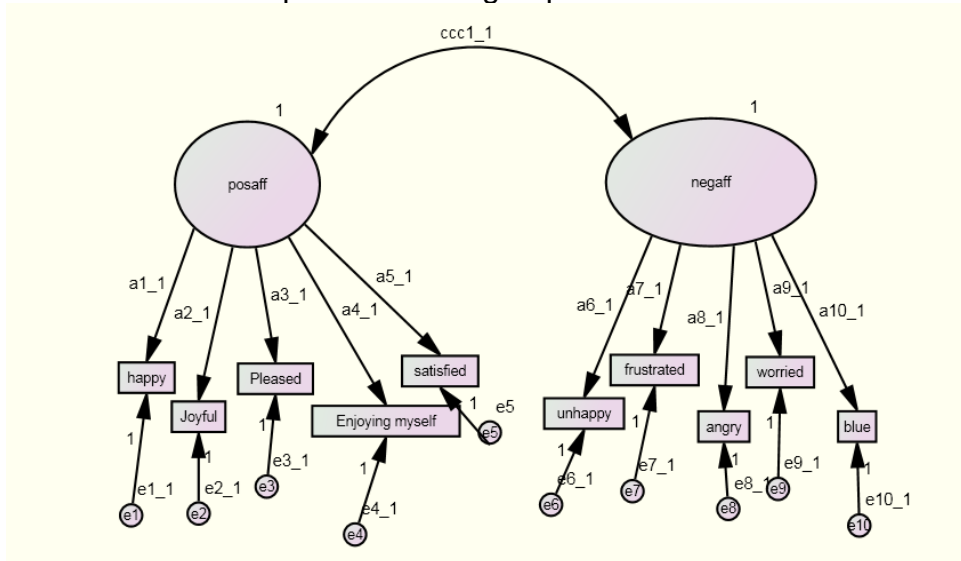 ccc1_1
1
1
posaff
negaff
a1_1
a2_1
a3_1
a4_1
a5_1
a6_1
a7_1
a8_1
a9_1
a10_1
happy
Joyful
Pleased
Enjoying myself
satisfied
unhappy
frustrated
angry
worried
blue
1
1
1
1
1
1
1
1
1
1
e1_1
e2_1
e3_1
e4_1
e5
e6_1
e7_1
e8_1
e9_1
e10_1
e1
e2
e3
e4
e5
e6
e7
e8
e9
e10